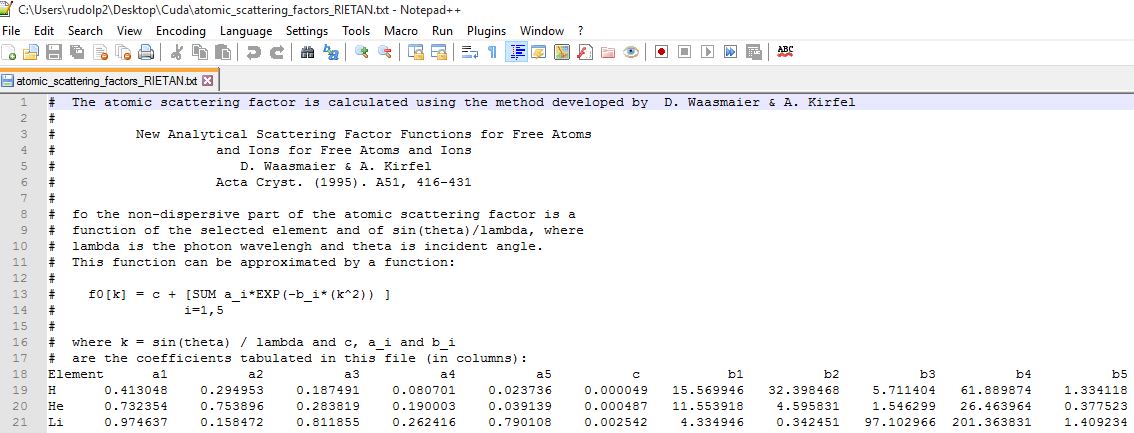 C:\Users\rudolp2\Desktop\Cuda\atomic_scattering_factors_RIETAN.txt - Notepad++
File Edit Search View Encoding Language Settings Tools Macro Run Plugins Window ?
ABC
atomic_scattering_factors_RIETAN.txt
1 # The atomic scattering factor is calculated using the method developed by D. Waasmaier & A. Kirfel
2 #
3 # New Analytical Scattering Factor Functions for Free Atoms
4 # and Ions for Free Atoms and Ions
5 # D. Waasmaier & A. Kirfel
6 # Acta Cryst. (1995). A51, 416-431
7 #
8 # fo the non-dispersive part of the atomic scattering factor is a
9 # function of the selected element and of sin(theta)/lambda, where
10 # lambda is the photon wavelengh and theta is incident angle.
11 # This function can be approximated by a function:
12 #
13 # f0[k] = c + [SUM a_i*EXP(-b_i*(k^2)) ]
14 # i=1,5
15 #
16 # where k = sin(theta) / lambda and c, a_i and b_i
17 # are the coefficients tabulated in this file (in columns):
18 Element a1 a2 a3 a4 a5 c b1 b2 b3 b4 b5
19 H 0.413048 0.294953 0.187491 0.080701 0.023736 0.000049 15.569946 32.398468 5.711404 61.889874 1.334118
20 He 0.732354 0.753896 0.283819 0.190003 0.039139 0.000487 11.553918 4.595831 1.546299 26.463964 0.377523
21 Li 0.974637 0.158472 0.811855 0.262416 0.790108 0.002542 4.334946 0.342451 97.102966 201.363831 1.409234